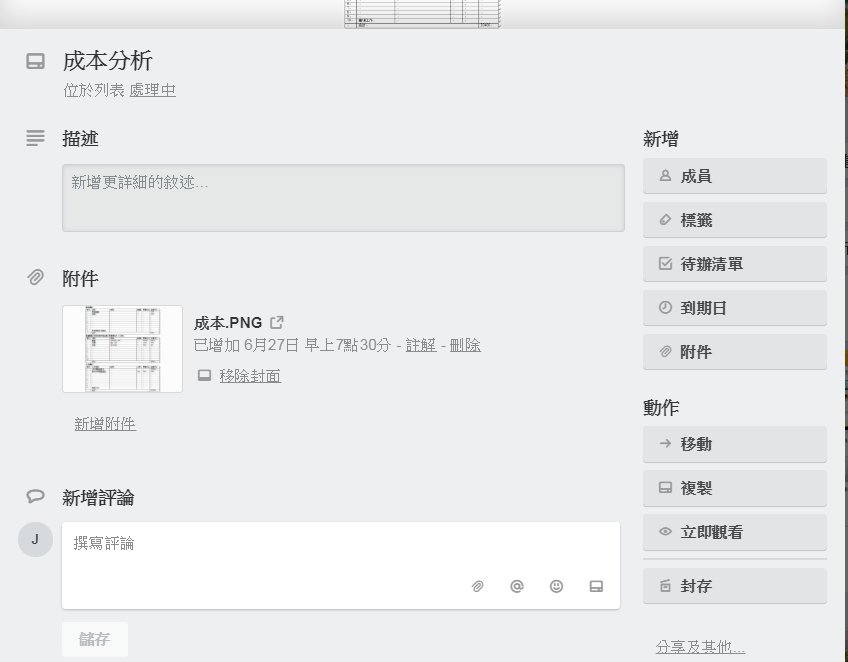 成本分析
位於列表 處理中
描述
新增更詳細的敘述...
附件
成本.PNG
已增加 6月27日 早上7點30分 - 註解 - 刪除
移除封面
新增附件
新增評論
J
撰寫評論
儲存
新增
成員
標籤
待辦清單
到期日
附件
動作
移動
複製
立即觀看
封存
分享及其他...